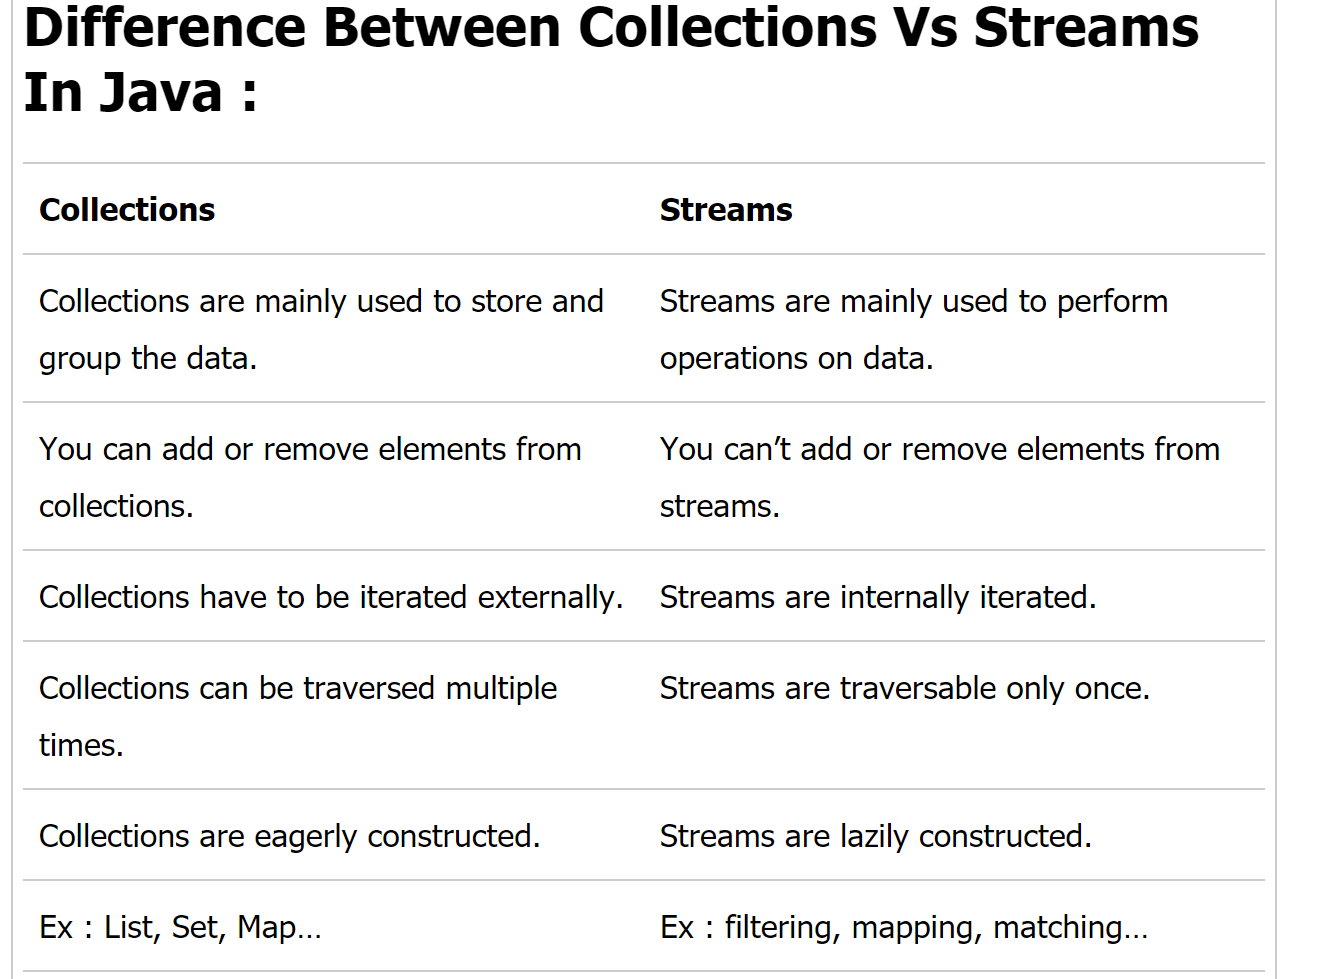 Difference Between Collections Vs Streams
In Java :
Collections
Streams
Collections are mainly used to store and
group the data.
Streams are mainly used to perform
operations on data.
You can add or remove elements from
collections.
You can’t add or remove elements from
streams.
Collections have to be iterated externally.
Streams are internally iterated.
Collections can be traversed multiple
times.
Streams are traversable only once.
Collections are eagerly constructed.
Streams are lazily constructed.
Ex : List, Set, Map…
Ex : filtering, mapping, matching…